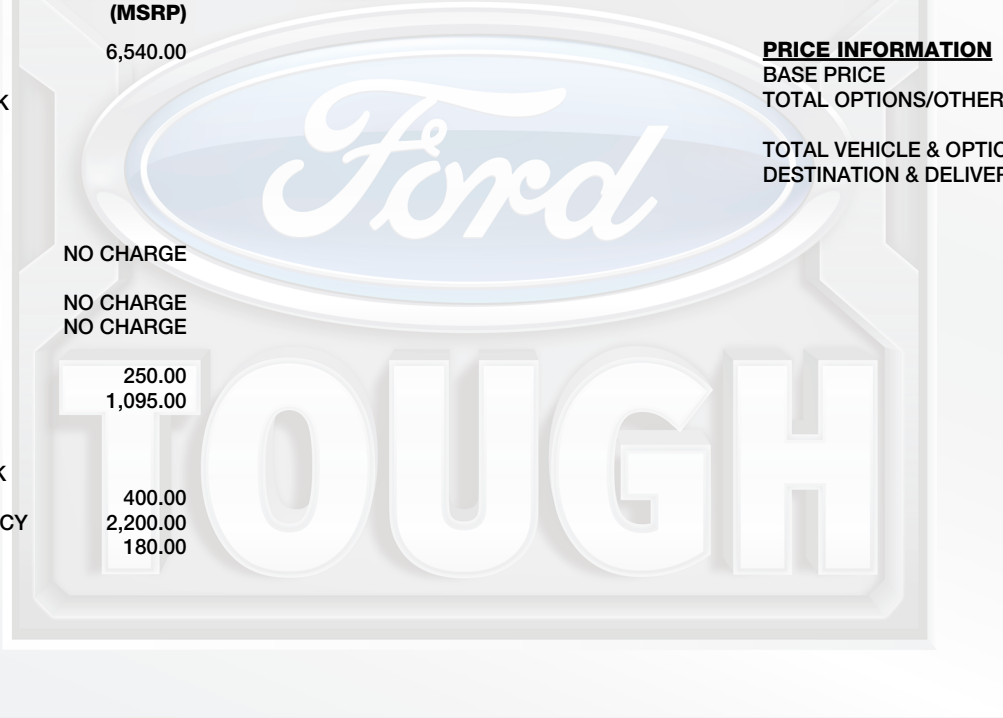 (MSRP)
6,540.00
K
NO CHARGE
NO CHARGE
NO CHARGE
250.00
1,095.00
K
400.00
CY 2,200.00
180.00
PRICE INFORMATION
BASE PRICE
TOTAL OPTIONS/OTHER
TOTAL VEHICLE & OPTIO
DESTINATION & DELIVER
Ford
TOUGH